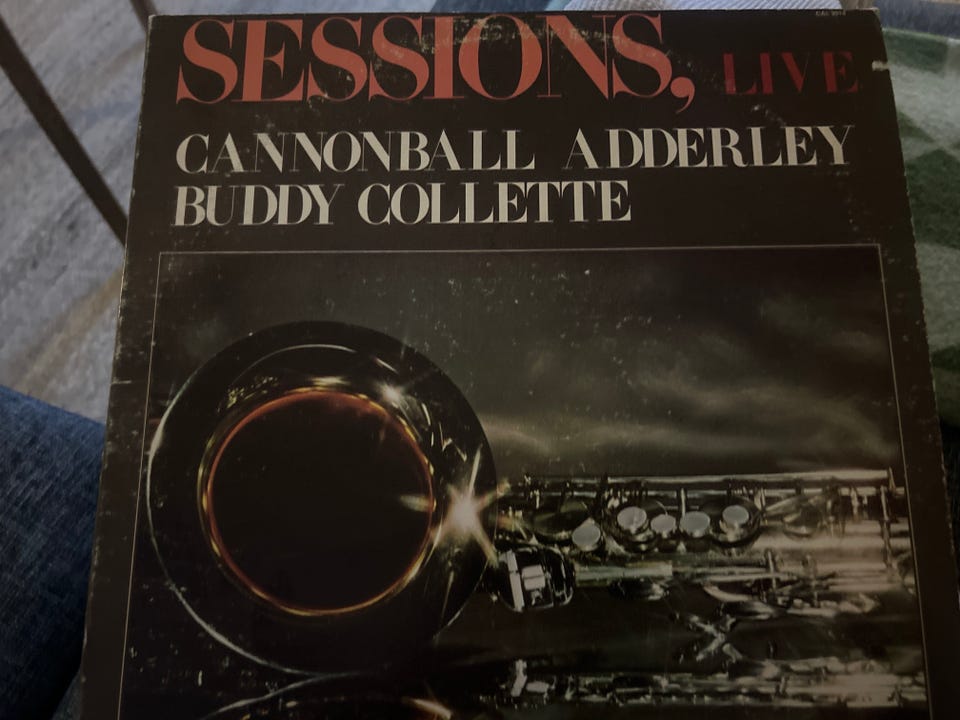 SESSIONS, LIVE
CANNONBALL ADDERLEY
BUDDY COLLETTE